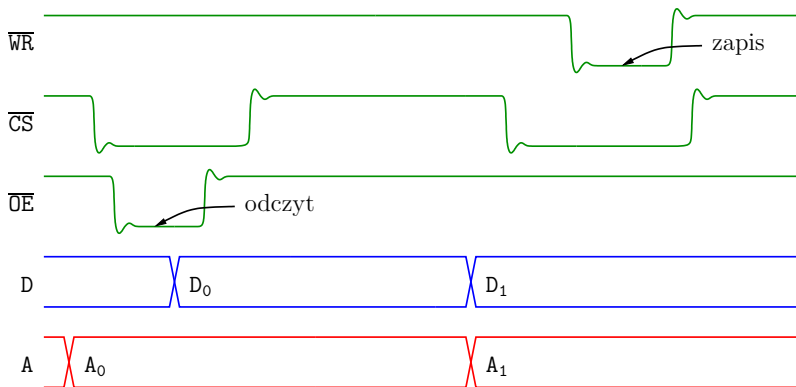 WR
zapis
CS
OE
odczyt
D D₀ D₁
A A₀ A₁